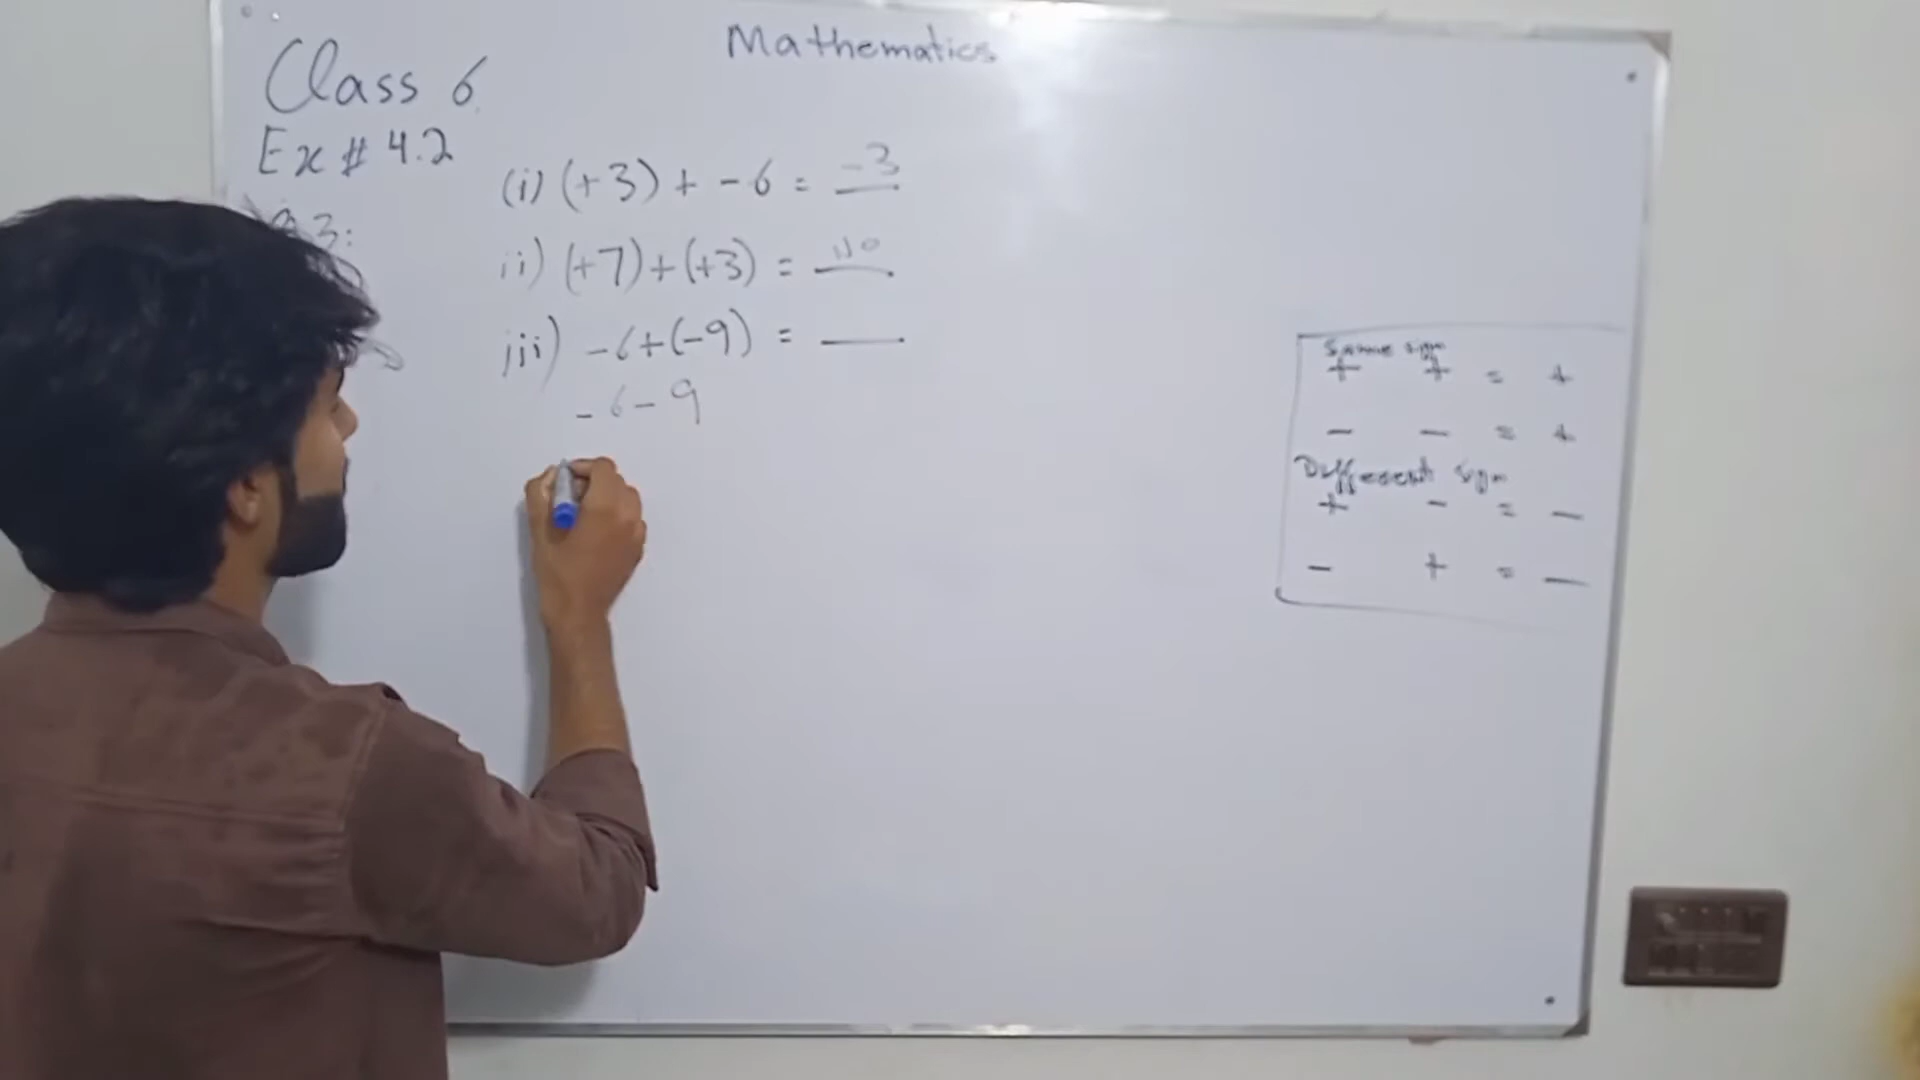 Mathematics
Class 6
Ex # 4.2
3:
(i) (+3) + -6 = -3
ii) (+7)+(+3) = 10
iii) -6+(-9) = ___
-6-9
Same sign
+ + = +
- - = +
Different sign
+ - = -
- + = -